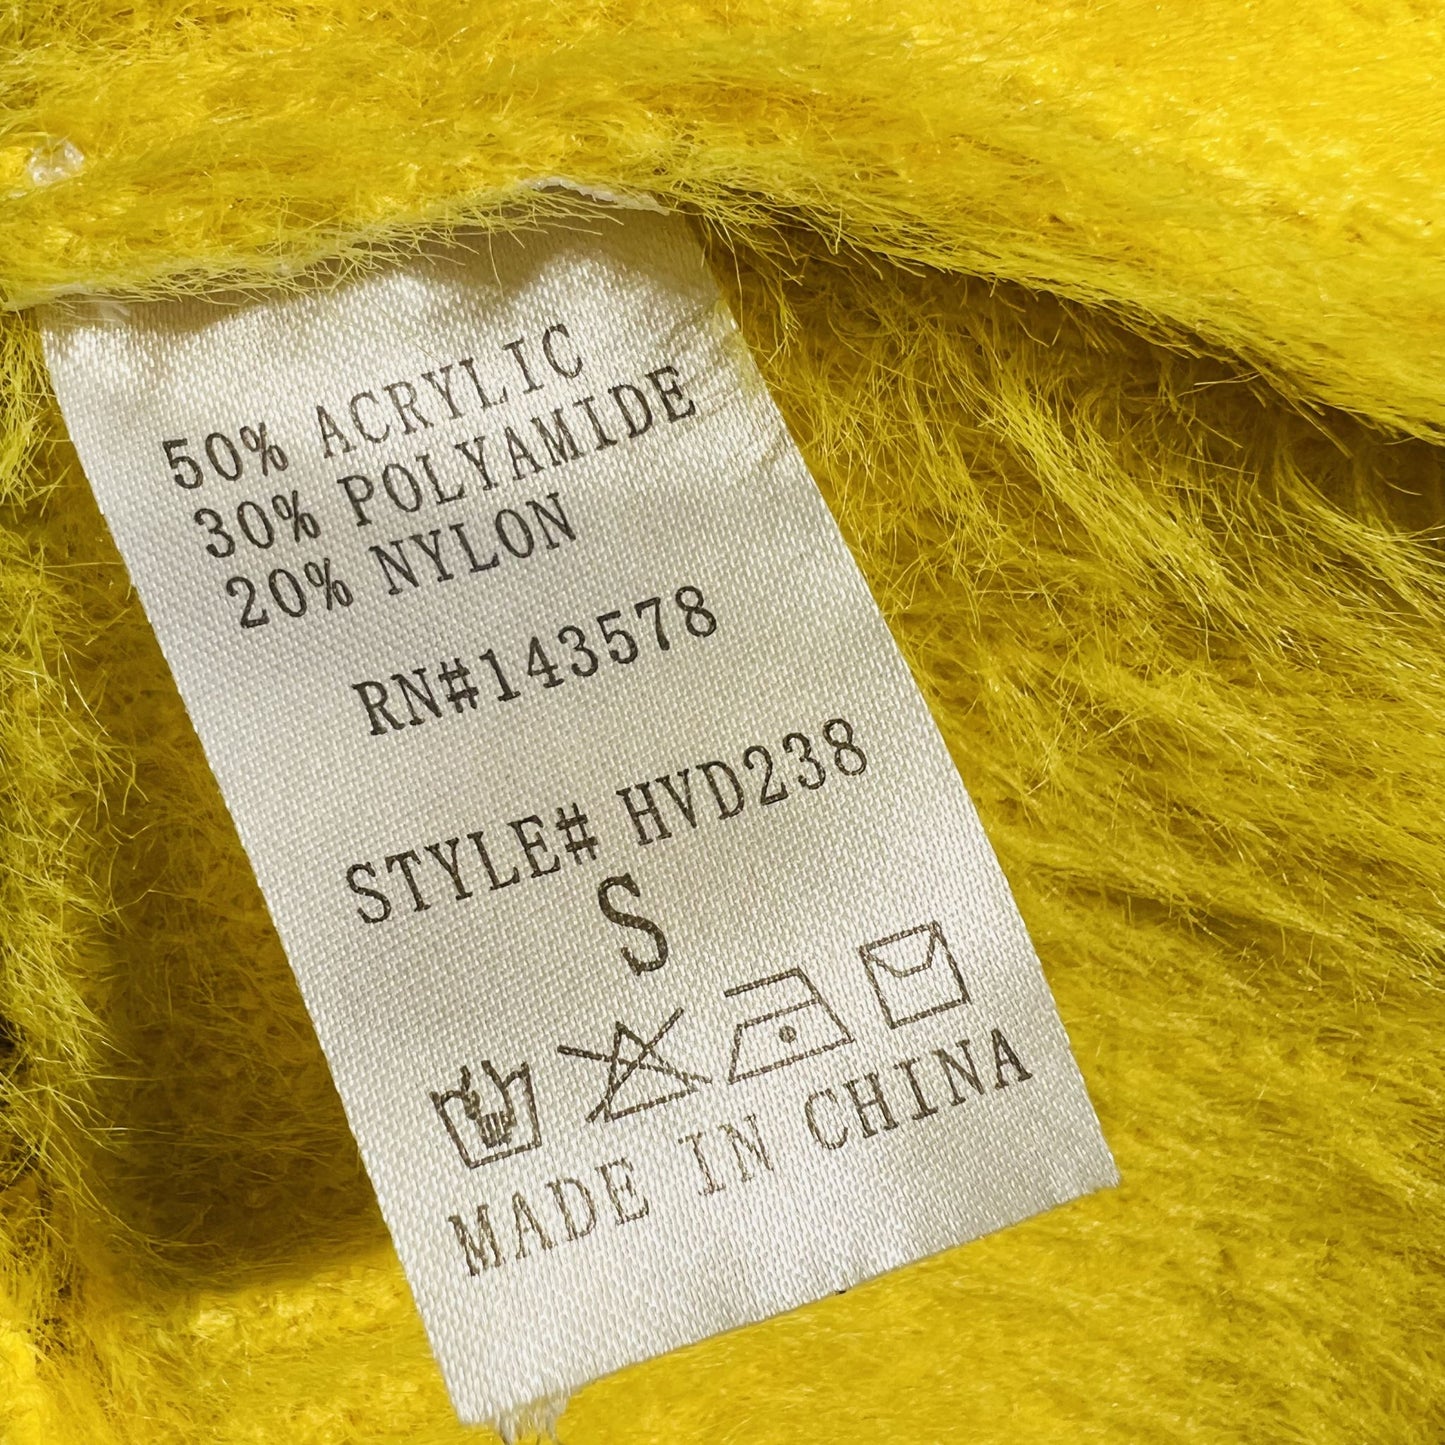 50% ACRYLIC
30% POLYAMIDE
20% NYLON
RN#143578
STYLE# HVD238
S
MADE IN CHINA